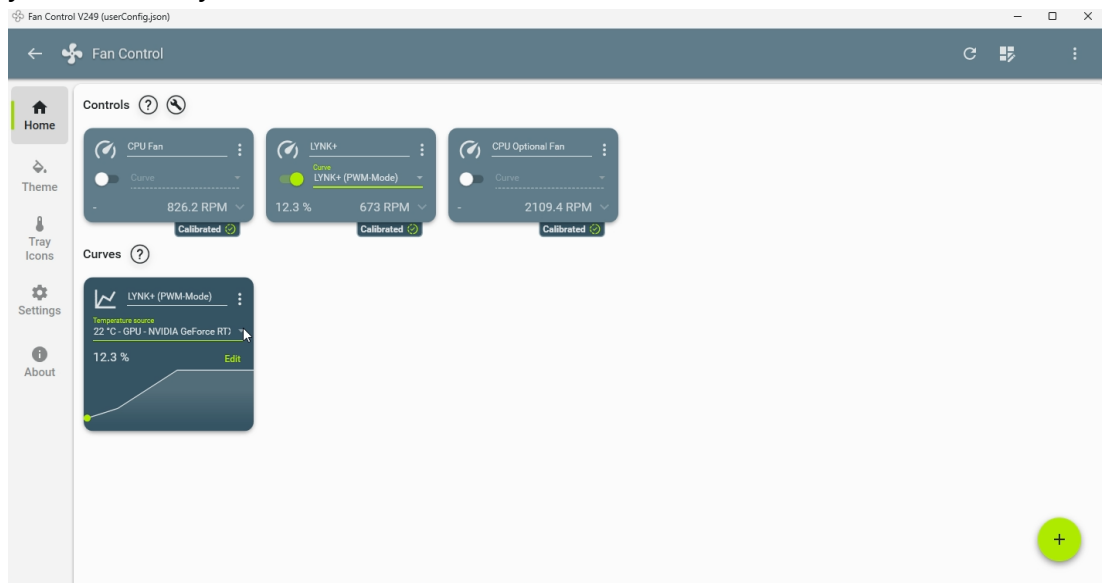 Fan Control V249 (userConfig.json)
Fan Control
Home
Theme
Tray
Icons
Settings
About
Controls
CPU Fan
Curve
- 826.2 RPM
Calibrated
LYNK+
Curve
LYNK+ (PWM-Mode)
12.3 % 673 RPM
Calibrated
CPU Optional Fan
Curve
- 2109.4 RPM
Calibrated
Curves
LYNK+ (PWM-Mode)
Temperature source
22 °C - GPU - NVIDIA GeForce RTX
12.3 % Edit